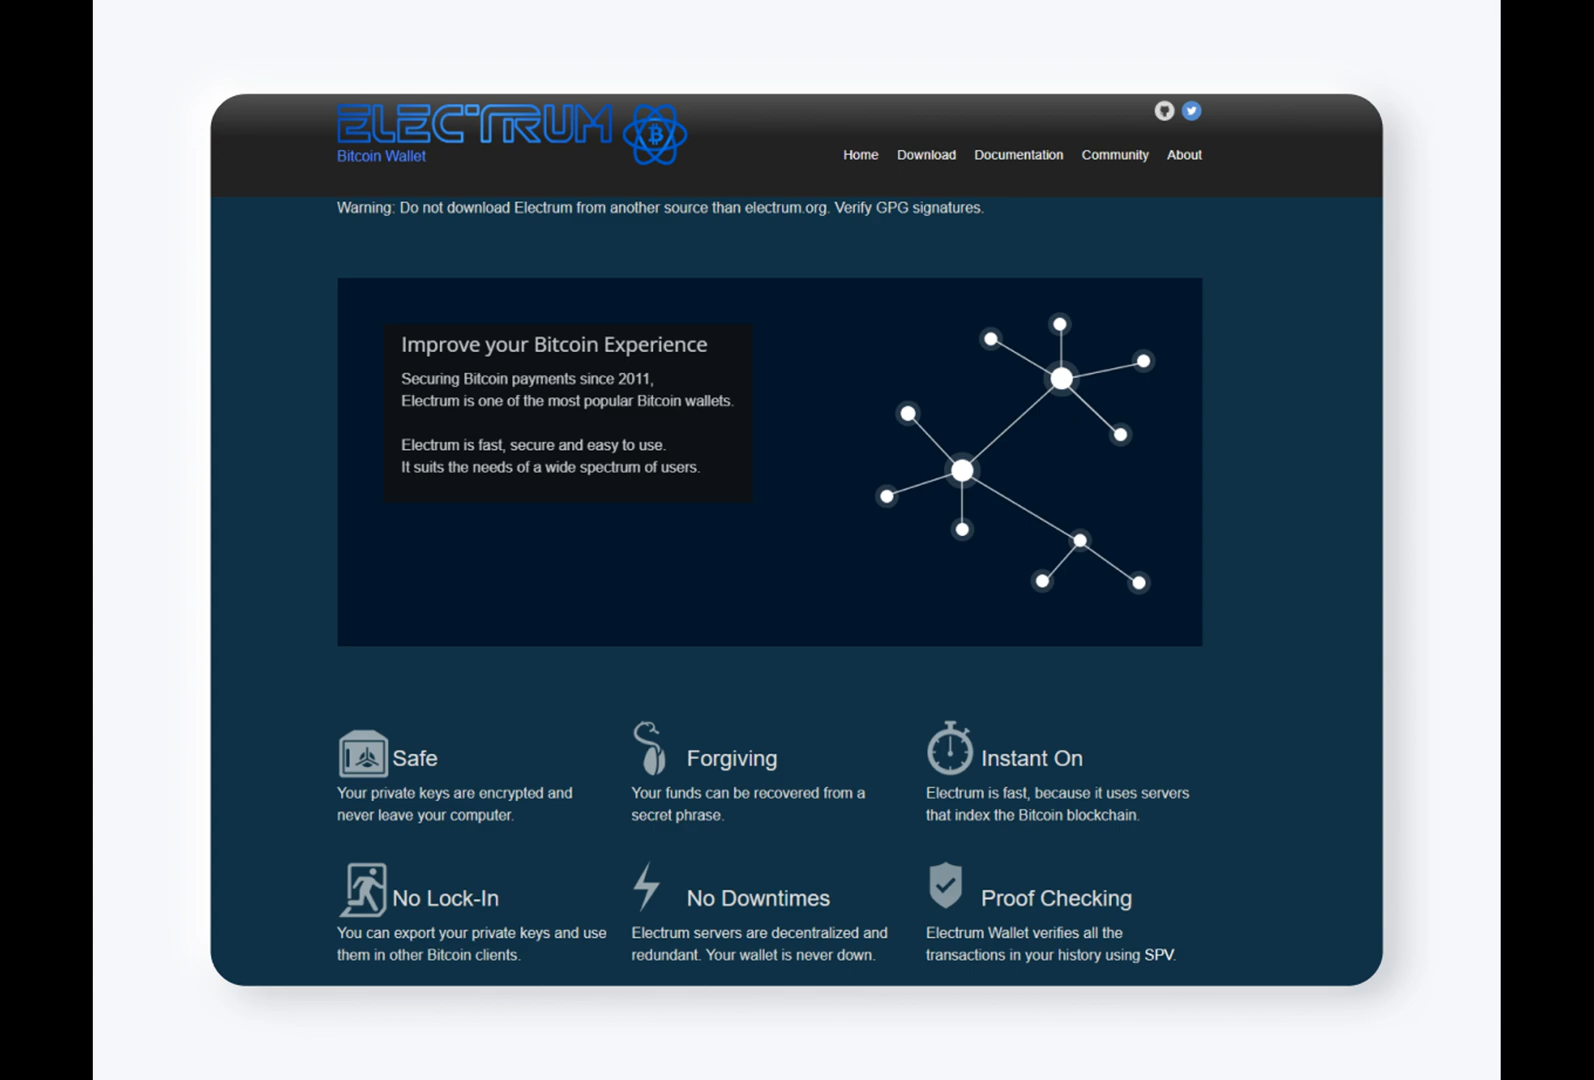 ELECTRUM
Bitcoin Wallet
Home Download Documentation Community About
Warning: Do not download Electrum from another source than electrum.org. Verify GPG signatures.
Improve your Bitcoin Experience
Securing Bitcoin payments since 2011,
Electrum is one of the most popular Bitcoin wallets.
Electrum is fast, secure and easy to use.
It suits the needs of a wide spectrum of users.
Safe
Your private keys are encrypted and
never leave your computer.
Forgiving
Your funds can be recovered from a
secret phrase.
Instant On
Electrum is fast, because it uses servers
that index the Bitcoin blockchain.
No Lock-In
You can export your private keys and use
them in other Bitcoin clients.
No Downtimes
Electrum servers are decentralized and
redundant. Your wallet is never down.
Proof Checking
Electrum Wallet verifies all the
transactions in your history using SPV.